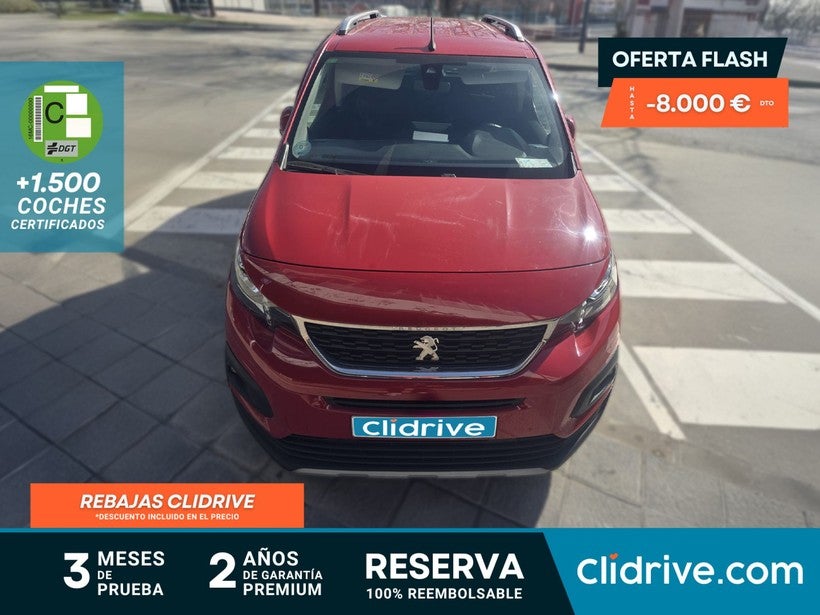 OFERTA FLASH
HASTA
-8.000 € DTO
C
DGT
+1.500
COCHES
CERTIFICADOS
PEUGEOT
Clidrive
REBAJAS CLIDRIVE
*DESCUENTO INCLUIDO EN EL PRECIO
3 MESES
DE
PRUEBA
2 AÑOS
DE GARANTÍA
PREMIUM
RESERVA
100% REEMBOLSABLE
Clidrive.com